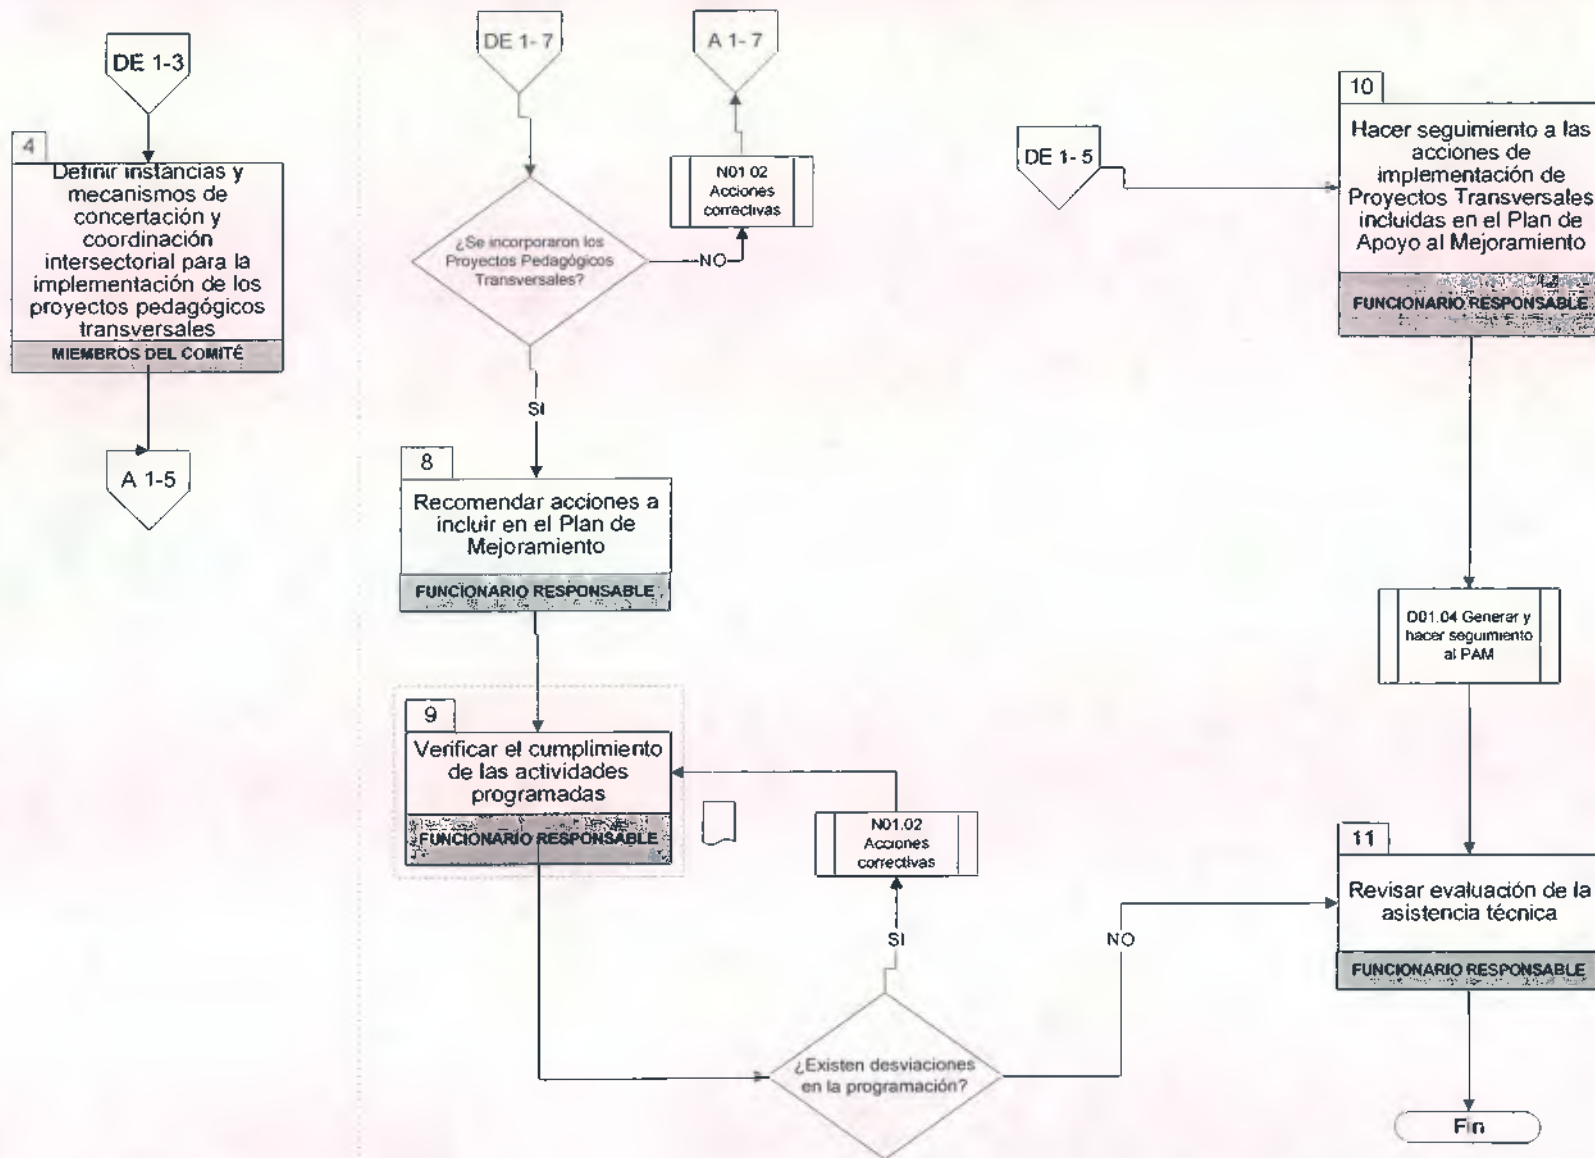 DE 1-3
4
Definir instancias y
mecanismos de
concertación y
coordinación
intersectorial para la
implementación de los
proyectos pedagógicos
transversales
MIEMBROS DEL COMITÉ
A 1-5
DE 1- 7
¿Se incorporaron los
Proyectos Pedagógicos
Transversales?
NO
N01 02
Acciones
correctivas
A 1- 7
SI
8
Recomendar acciones a
incluir en el Plan de
Mejoramiento
FUNCIONARIO RESPONSABLE
9
Verificar el cumplimiento
de las actividades
programadas
FUNCIONARIO RESPONSABLE
N01.02
Acciones
correctivas
SI
¿Existen desviaciones
en la programación?
NO
DE 1- 5
10
Hacer seguimiento a las
acciones de
implementación de
Proyectos Transversales
incluidas en el Plan de
Apoyo al Mejoramiento
FUNCIONARIO RESPONSABLE
D01.04 Generar y
hacer seguimiento
al PAM
11
Revisar evaluación de la
asistencia técnica
FUNCIONARIO RESPONSABLE
Fin